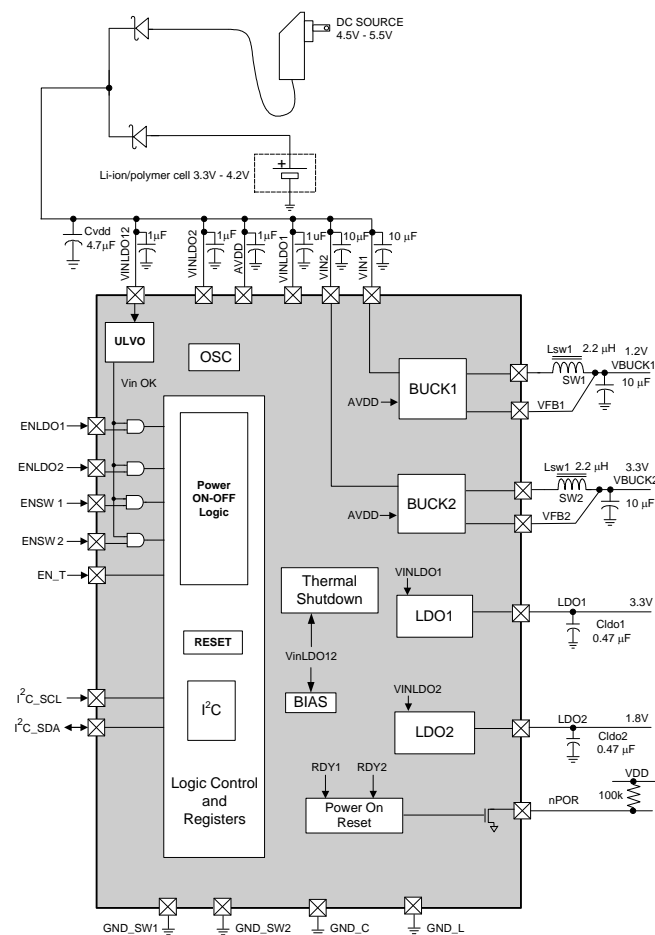 DC SOURCE
4.5V - 5.5V
Li-ion/polymer cell 3.3V - 4.2V
+
Cvdd
4.7µF
VINLDO12
1µF
VINLDO2
1µF
AVDD
1µF
VINLDO1
1uF
VIN2
10µF
VIN1
10 µF
ULVO
Vin OK
OSC
BUCK1
AVDD
Lsw1 2.2 µH
SW1
1.2V
VBUCK1
10 µF
VFB1
ENLDO1
ENLDO2
ENSW 1
ENSW 2
EN_T
Power
ON-OFF
Logic
BUCK2
AVDD
Lsw1 2.2 µH
SW2
3.3V
VBUCK2
10 µF
VFB2
Thermal
Shutdown
VinLDO12
BIAS
VINLDO1
LDO1
LDO1 3.3V
Cldo1
0.47 µF
RESET
I²C_SCL
I²C_SDA
I²C
Logic Control
and
Registers
VINLDO2
LDO2
LDO2 1.8V
Cldo2
0.47 µF
RDY1 RDY2
Power On
Reset
VDD
100k
nPOR
GND_SW1
GND_SW2
GND_C
GND_L